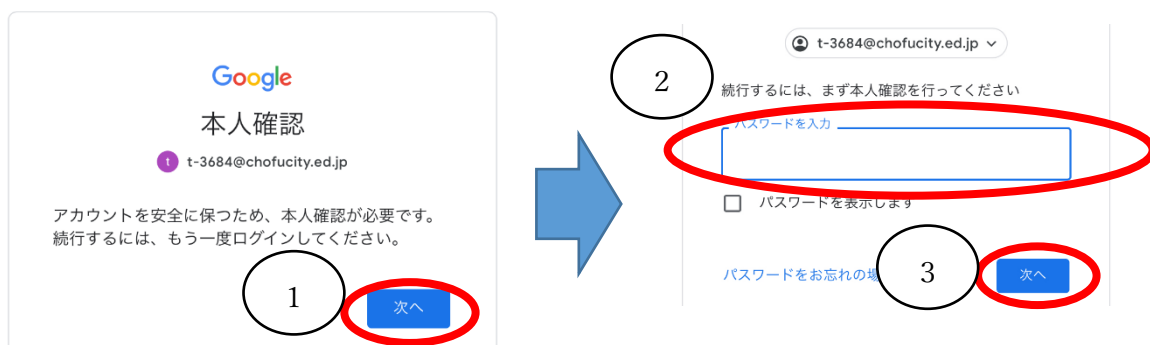 Google
本人確認
t t-3684@chofucity.ed.jp
アカウントを安全に保つため、本人確認が必要です。
続行するには、もう一度ログインしてください。
1
次へ
t-3684@chofucity.ed.jp
2
続行するには、まず本人確認を行ってください
パスワードを入力
パスワードを表示します
パスワードをお忘れの場
3
次へ